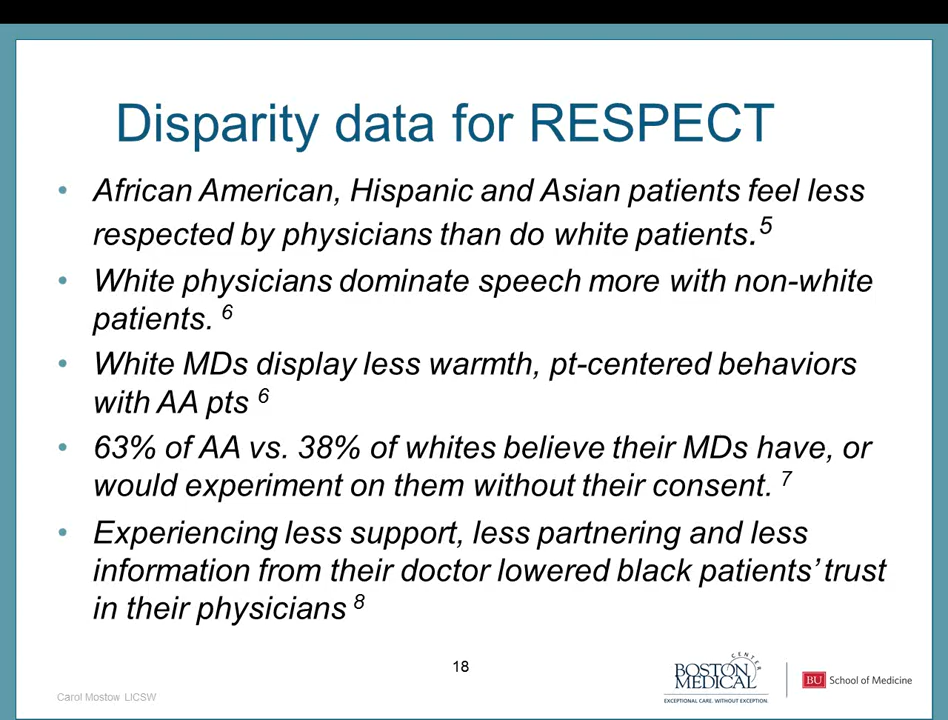 Disparity data for RESPECT
• African American, Hispanic and Asian patients feel less
respected by physicians than do white patients.5
• White physicians dominate speech more with non-white
patients. 6
• White MDs display less warmth, pt-centered behaviors
with AA pts 6
• 63% of AA vs. 38% of whites believe their MDs have, or
would experiment on them without their consent. 7
• Experiencing less support, less partnering and less
information from their doctor lowered black patients’ trust
in their physicians 8
18
Carol Mostow LICSW
BOSTON
MEDICAL
CENTER
EXCEPTIONAL CARE. WITHOUT EXCEPTION.
BU School of Medicine